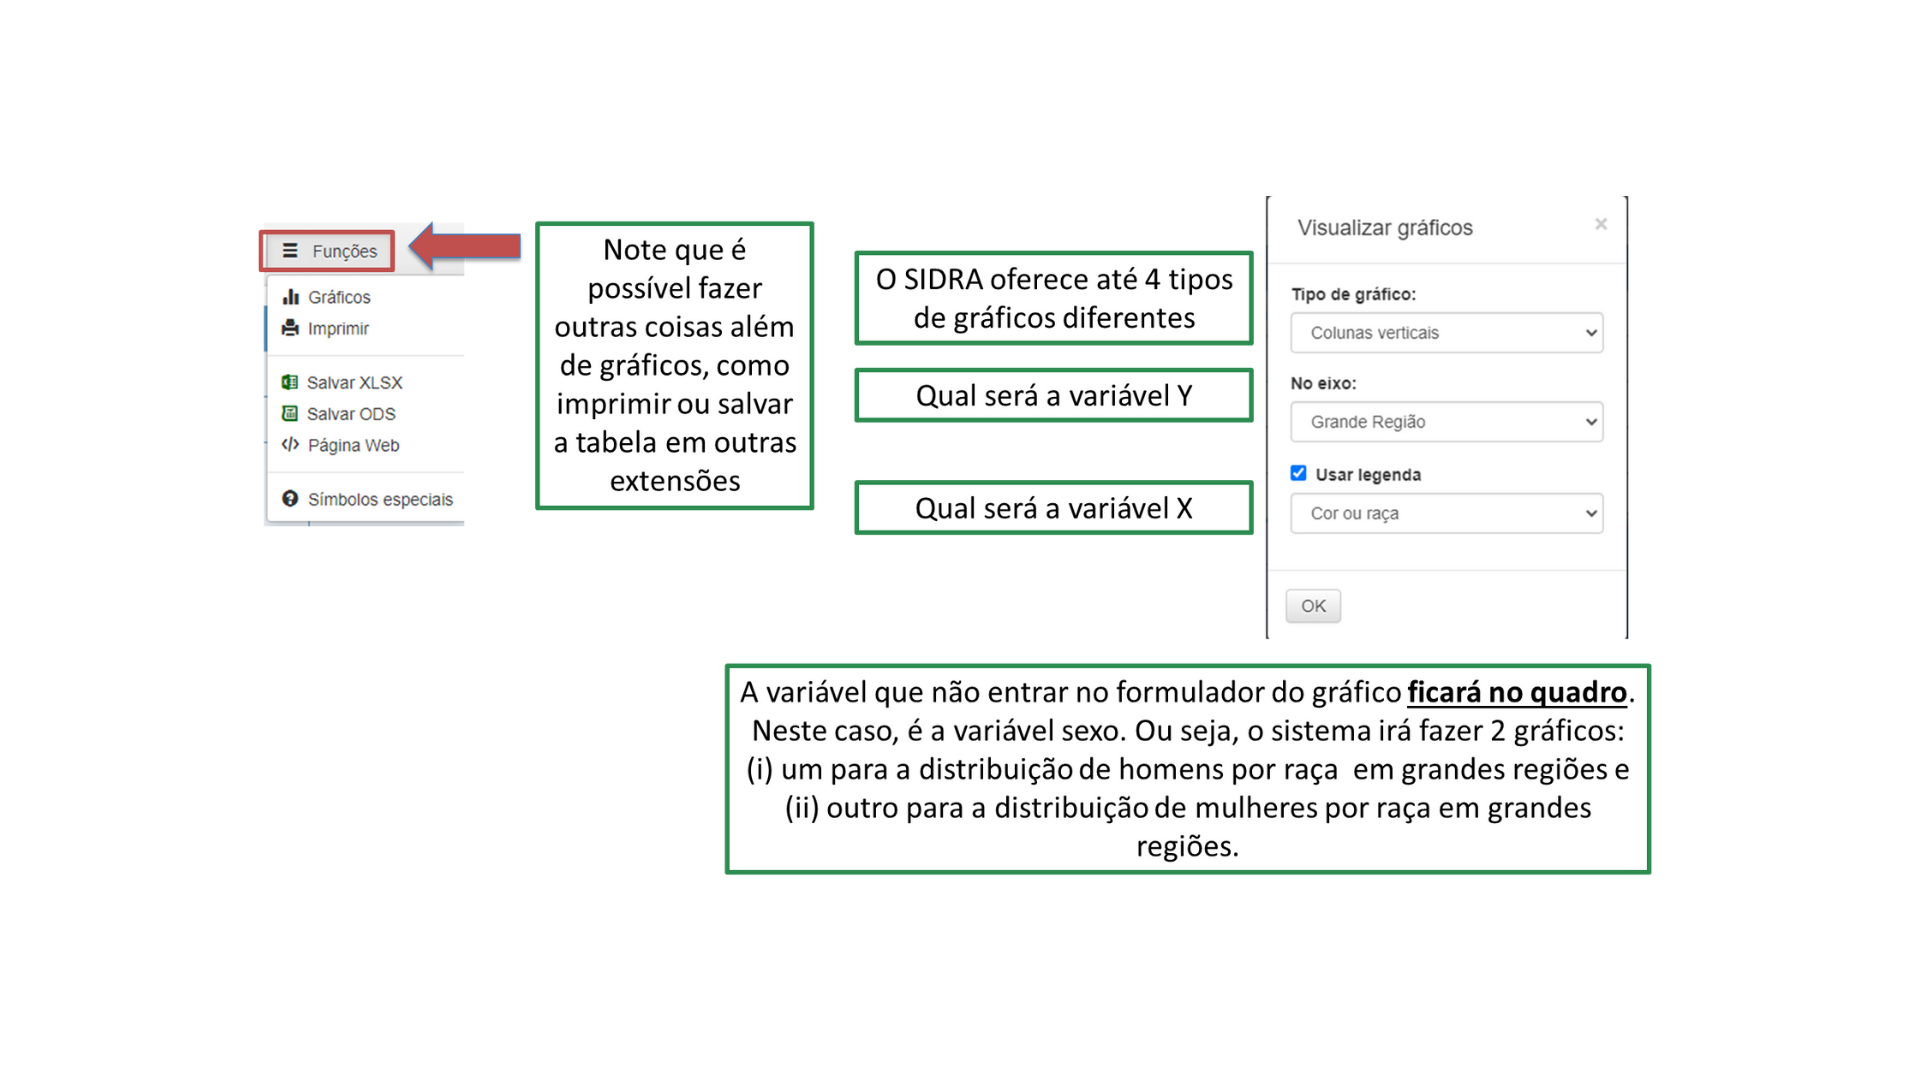 Funções
Gráficos
Imprimir
Salvar XLSX
Salvar ODS
Página Web
Símbolos especiais
Note que é
possível fazer
outras coisas além
de gráficos, como
imprimir ou salvar
a tabela em outras
extensões
O SIDRA oferece até 4 tipos
de gráficos diferentes
Qual será a variável Y
Qual será a variável X
Visualizar gráficos
×
Tipo de gráfico:
Colunas verticais
No eixo:
Grande Região
Usar legenda
Cor ou raça
OK
A variável que não entrar no formulador do gráfico ficará no quadro.
Neste caso, é a variável sexo. Ou seja, o sistema irá fazer 2 gráficos:
(i) um para a distribuição de homens por raça em grandes regiões e
(ii) outro para a distribuição de mulheres por raça em grandes
regiões.